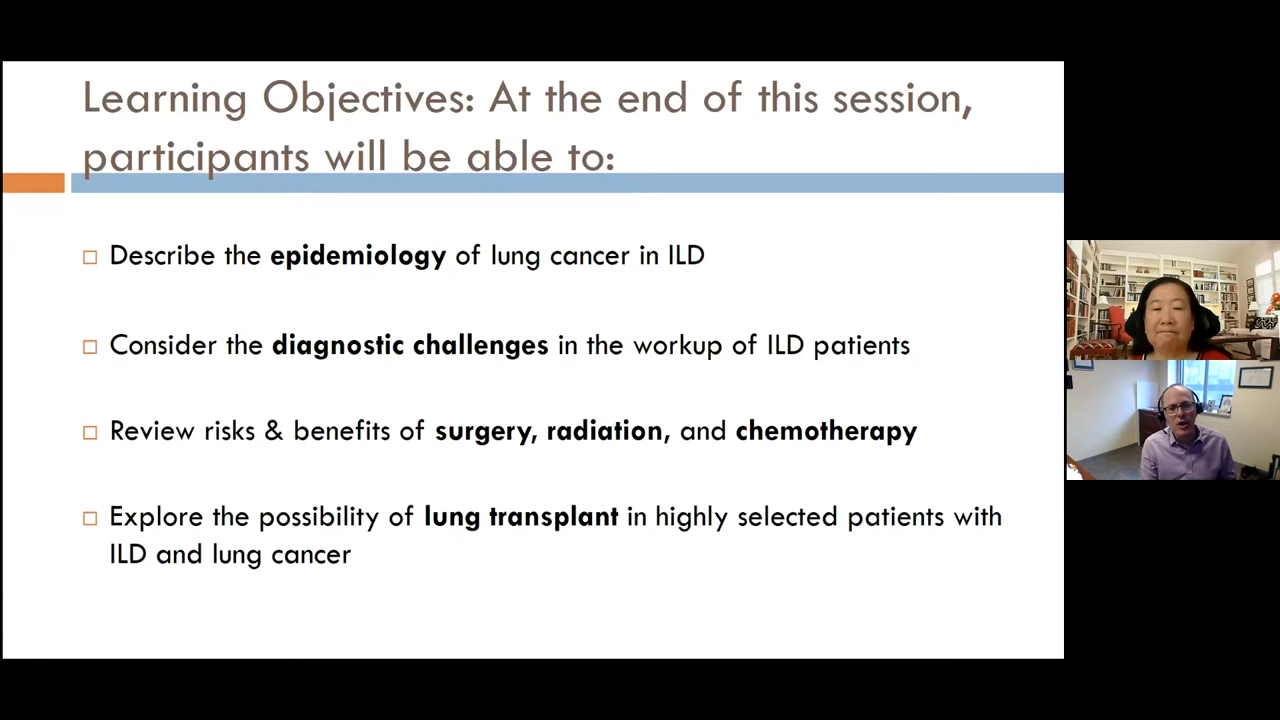 Learning Objectives: At the end of this session,
participants will be able to:
Describe the epidemiology of lung cancer in ILD
Consider the diagnostic challenges in the workup of ILD patients
Review risks & benefits of surgery, radiation, and chemotherapy
Explore the possibility of lung transplant in highly selected patients with
ILD and lung cancer